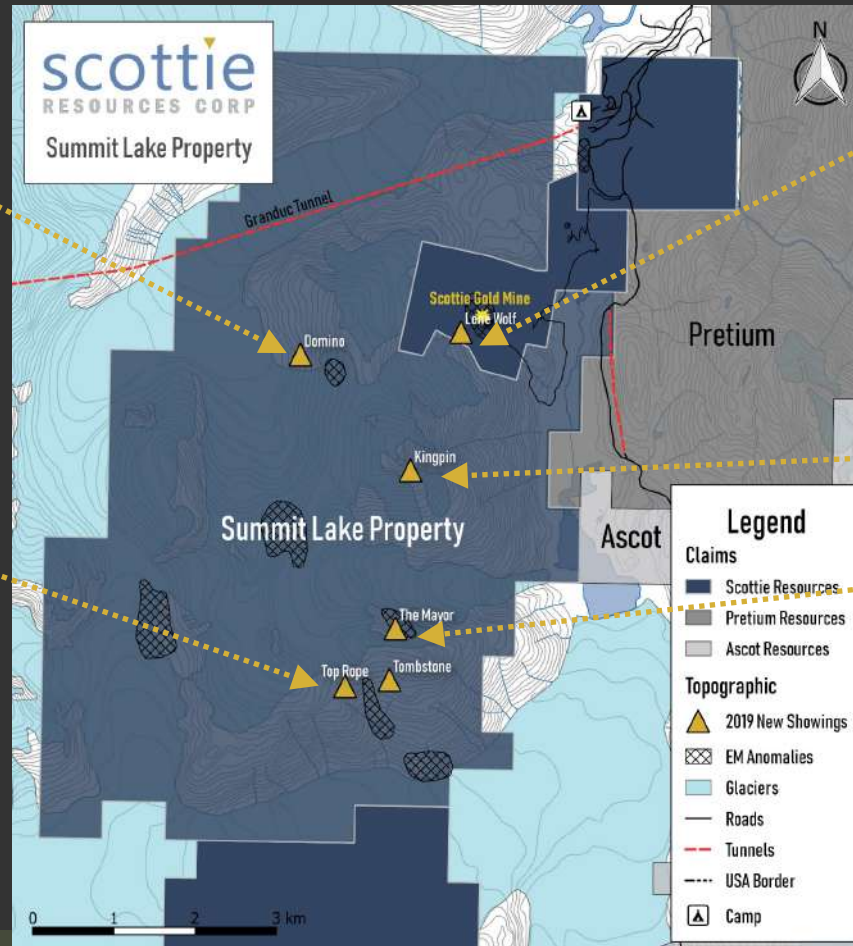 scottie
RESOURCES CORP
Summit Lake Property
N
Granduc Tunnel
Scottie Gold Mine
Lone Wolf
Domino
Pretium
Kingpin
Summit Lake Property
Ascot
The Mayor
Top Rope
Tombstone
Legend
Claims
Scottie Resources
Pretium Resources
Ascot Resources
Topographic
2019 New Showings
EM Anomalies
Glaciers
Roads
Tunnels
USA Border
Camp
0 1 2 3 km